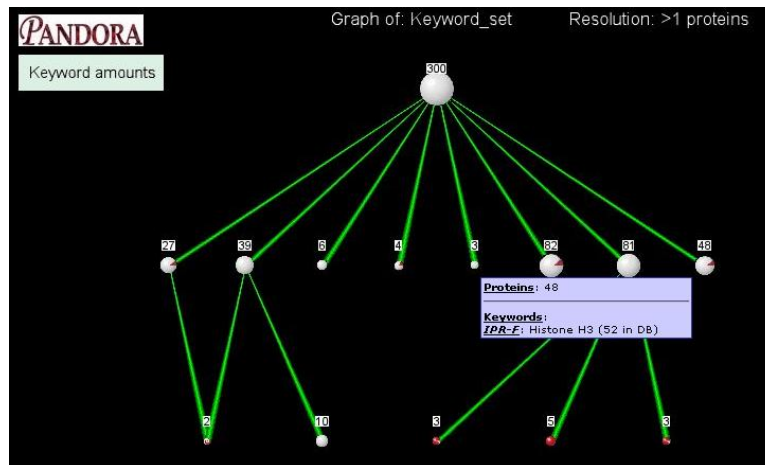 PANDORA
Graph of: Keyword_set Resolution: >1 proteins
Keyword amounts
300
27 39 6 4 3 82 81 48
Proteins: 48
Keywords:
IPR-F: Histone H3 (52 in DB)
2 10 3 5 3